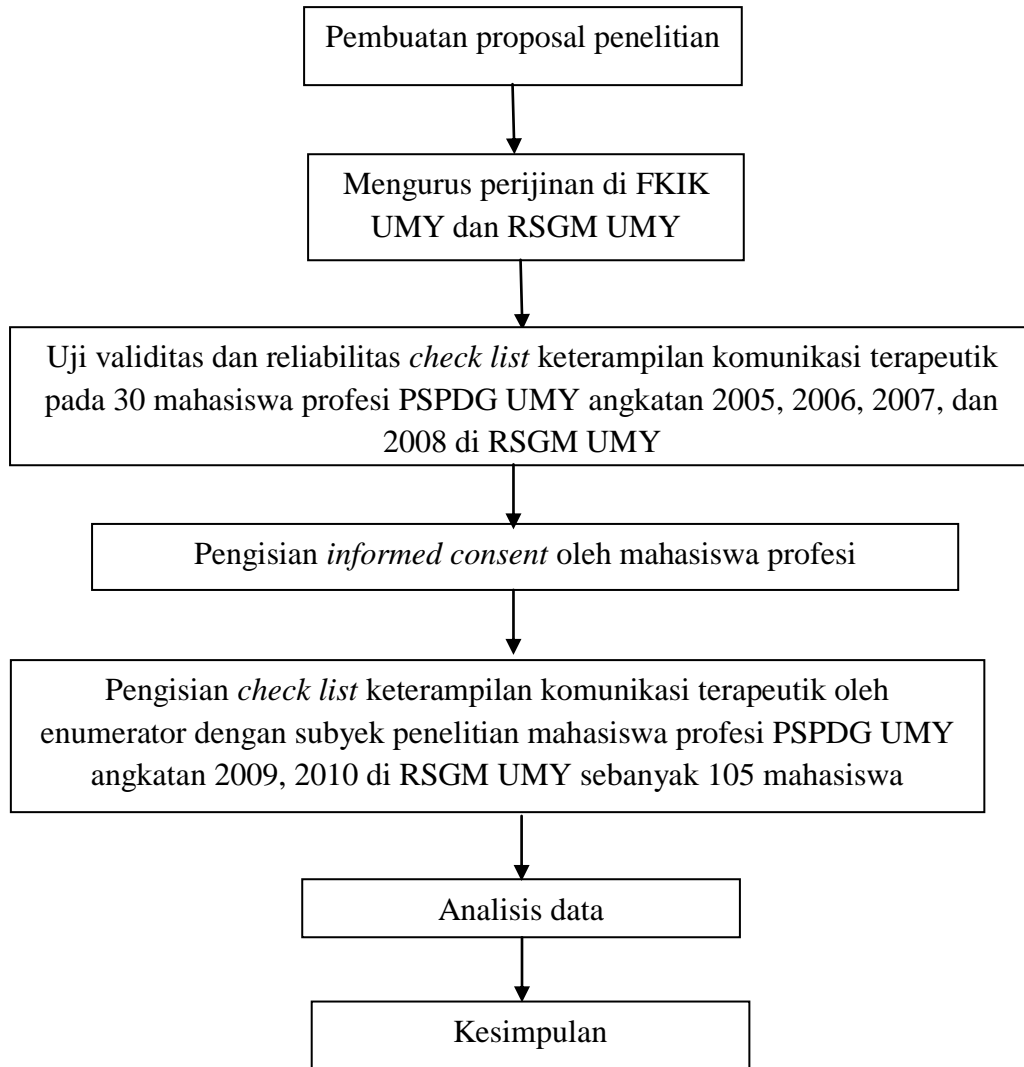 Pembuatan proposal penelitian
Mengurus perijinan di FKIK
UMY dan RSGM UMY
Uji validitas dan reliabilitas check list keterampilan komunikasi terapeutik
pada 30 mahasiswa profesi PSPDG UMY angkatan 2005, 2006, 2007, dan
2008 di RSGM UMY
Pengisian informed consent oleh mahasiswa profesi
Pengisian check list keterampilan komunikasi terapeutik oleh
enumerator dengan subyek penelitian mahasiswa profesi PSPDG UMY
angkatan 2009, 2010 di RSGM UMY sebanyak 105 mahasiswa
Analisis data
Kesimpulan